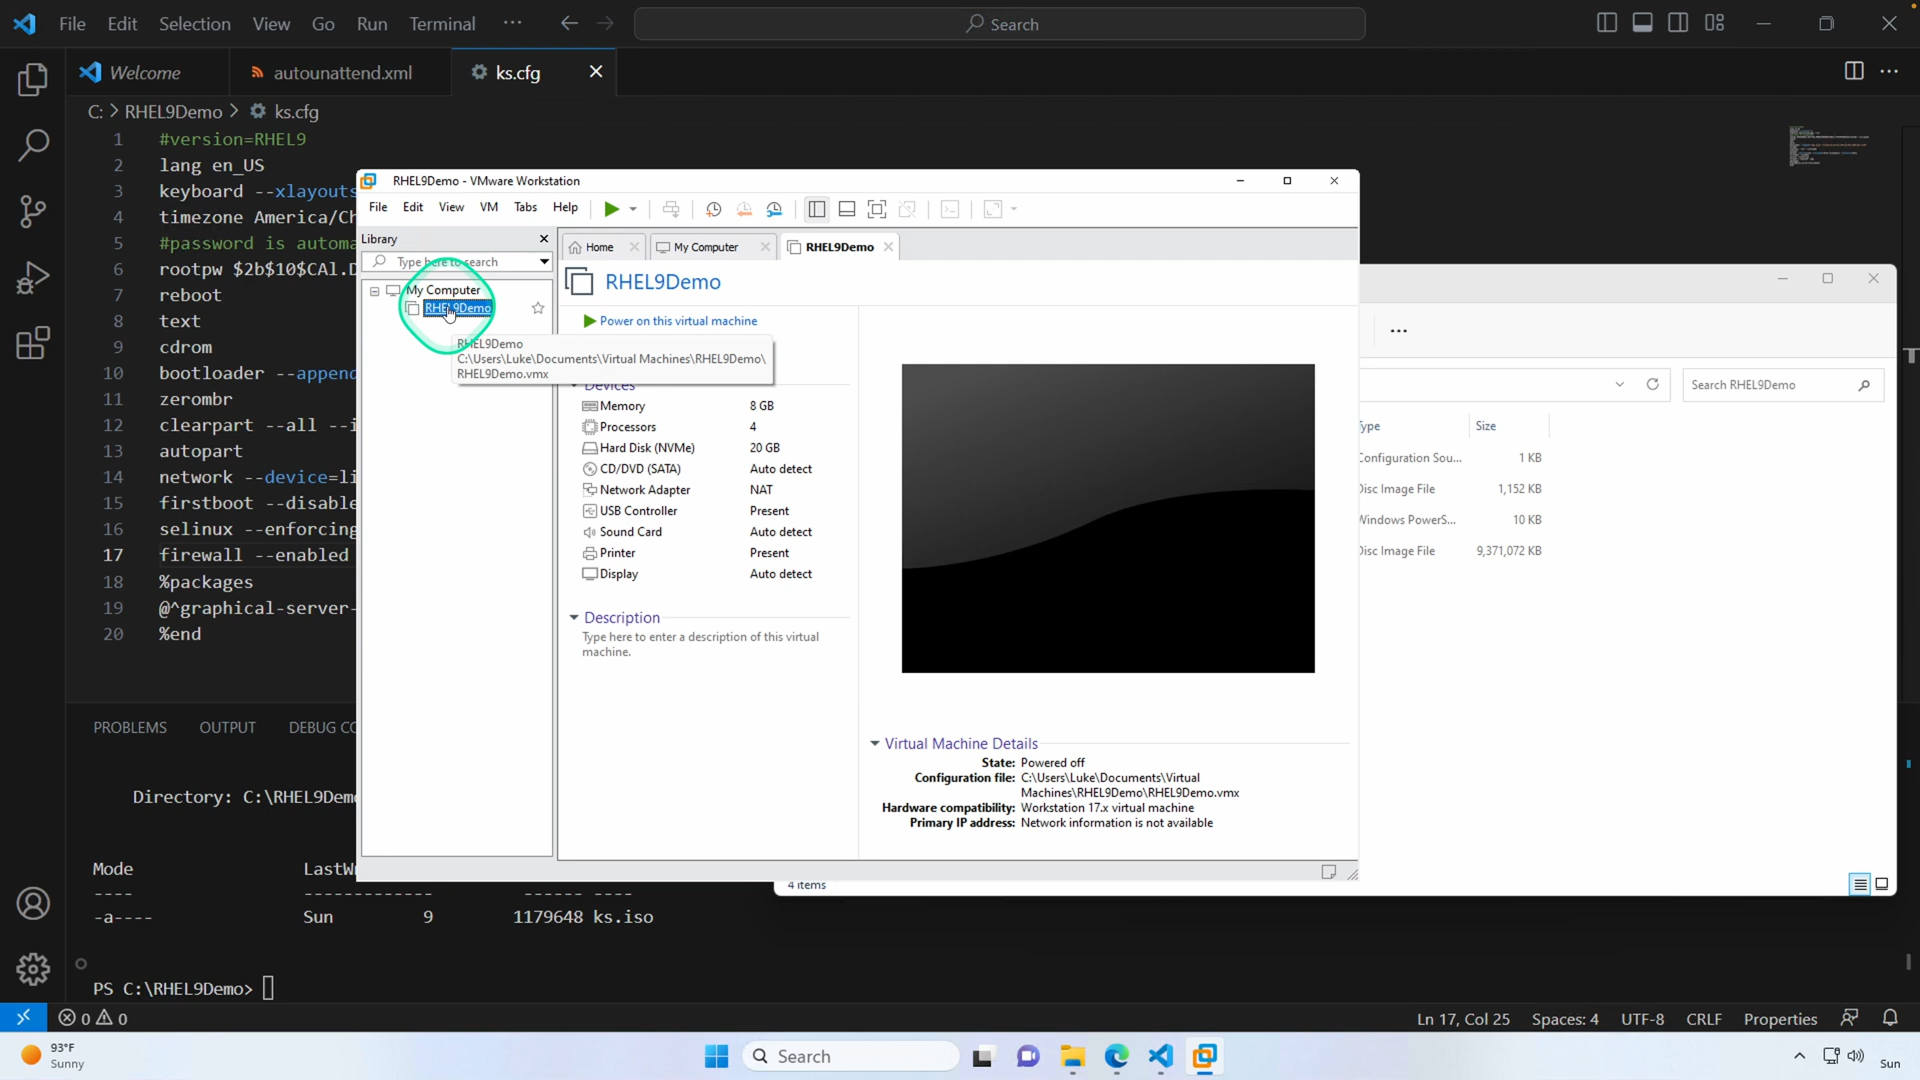 File Edit Selection View Go Run Terminal ··· Search
Welcome autounattend.xml ks.cfg
C: > RHEL9Demo > ks.cfg
1 #version=RHEL9
2 lang en_US
3 keyboard --xlayouts
4 timezone America/Ch
5 #password is automa
6 rootpw $2b$10$CAl.D
7 reboot
8 text
9 cdrom
10 bootloader --append
11 zerombr
12 clearpart --all --i
13 autopart
14 network --device=li
15 firstboot --disable
16 selinux --enforcing
17 firewall --enabled
18 %packages
19 @^graphical-server-
20 %end
RHEL9Demo - VMware Workstation
File Edit View VM Tabs Help
Library
Type here to search
My Computer
RHEL9Demo
RHEL9Demo
C:\Users\Luke\Documents\Virtual Machines\RHEL9Demo\
RHEL9Demo.vmx
Home My Computer RHEL9Demo
RHEL9Demo
Power on this virtual machine
Devices
Memory 8 GB
Processors 4
Hard Disk (NVMe) 20 GB
CD/DVD (SATA) Auto detect
Network Adapter NAT
USB Controller Present
Sound Card Auto detect
Printer Present
Display Auto detect
Description
Type here to enter a description of this virtual
machine.
Virtual Machine Details
State: Powered off
Configuration file: C:\Users\Luke\Documents\Virtual
Machines\RHEL9Demo\RHEL9Demo.vmx
Hardware compatibility: Workstation 17.x virtual machine
Primary IP address: Network information is not available
···
Search RHEL9Demo
Type Size
Configuration Sou... 1 KB
Disc Image File 1,152 KB
Windows PowerS... 10 KB
Disc Image File 9,371,072 KB
4 items
PROBLEMS OUTPUT DEBUG CO
Directory: C:\RHEL9Dem
Mode LastWr
---- ------------- ------ ----
-a---- Sun 9 1179648 ks.iso
PS C:\RHEL9Demo>
0 0 Ln 17, Col 25 Spaces: 4 UTF-8 CRLF Properties
93°F
Sunny
Search
Sun